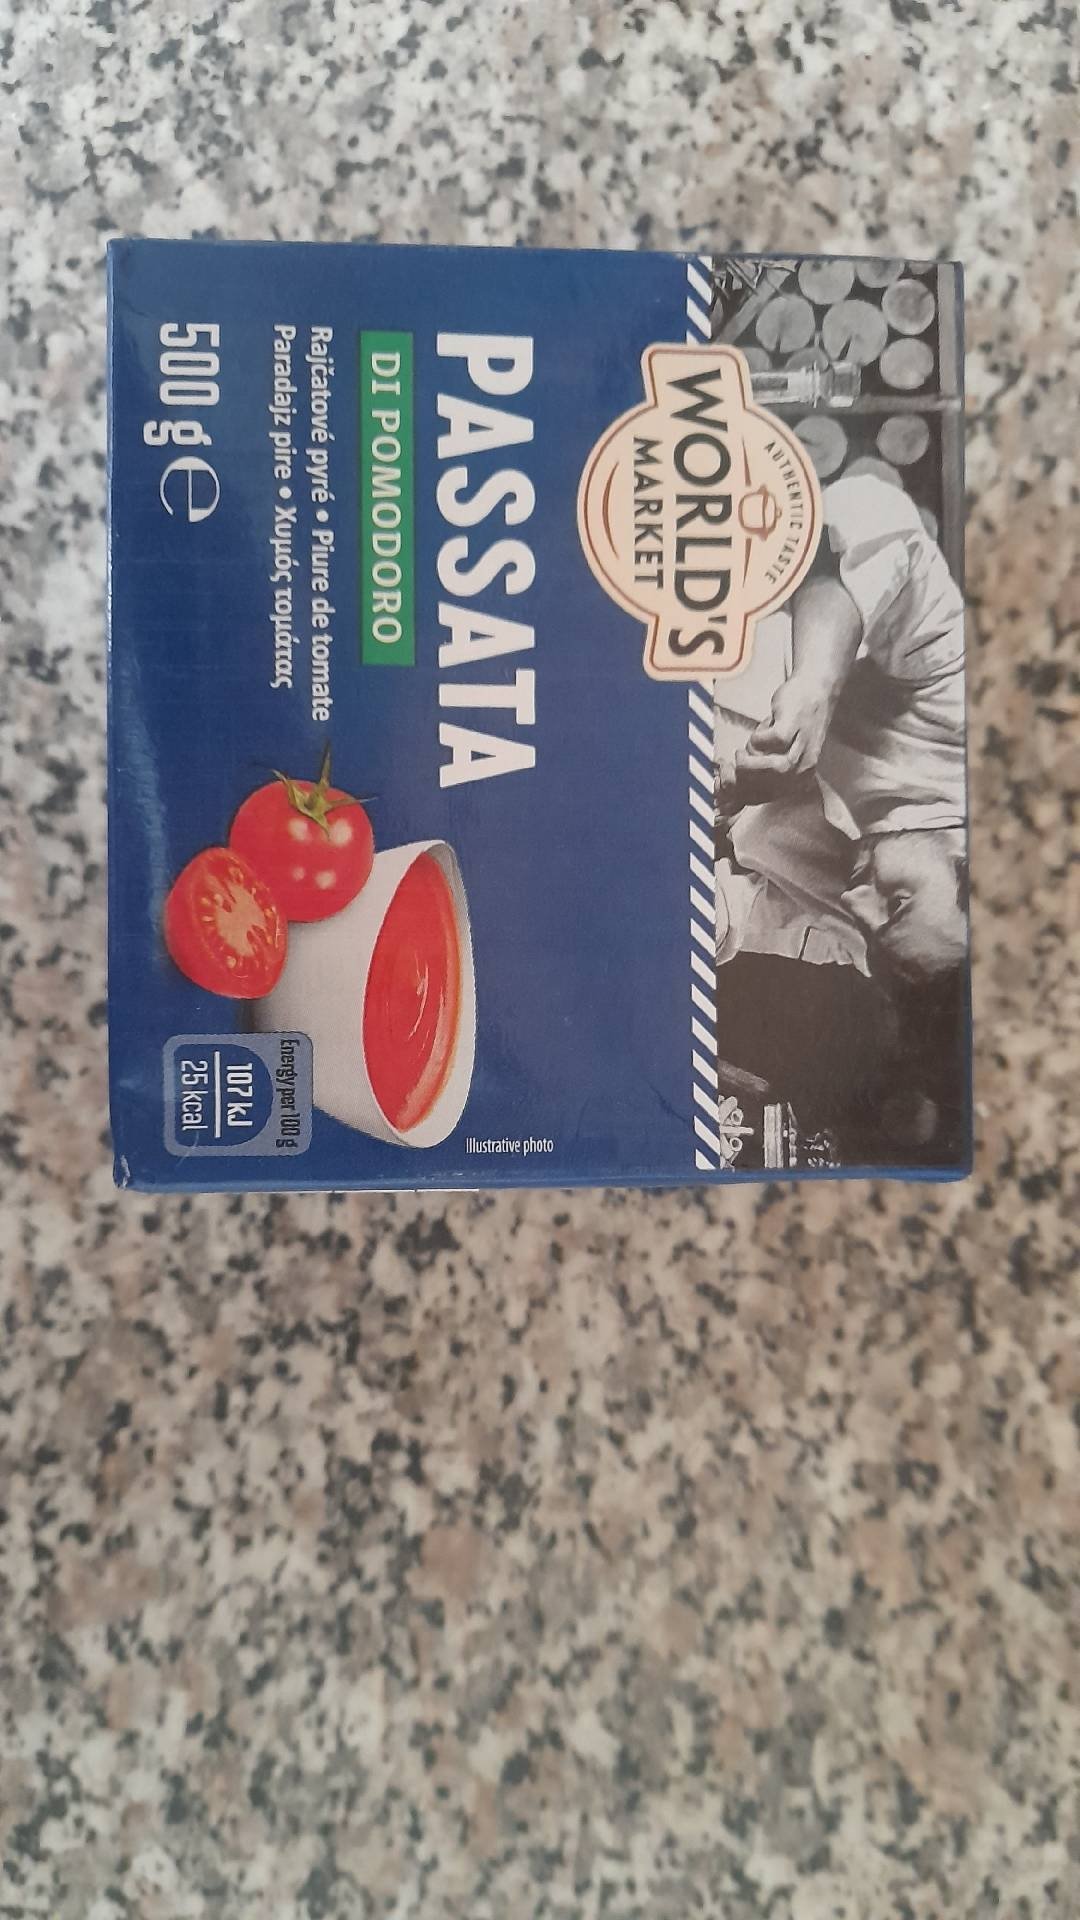 AUTHENTIC TASTE
WORLD'S
MARKET
PASSATA
DI POMODORO
Rajčatové pyré • Piure de tomate
Paradajz pire • Χυμός τομάτας
500 g ℮
Illustrative photo
Energy per 100 g
107 kJ
25 kcal